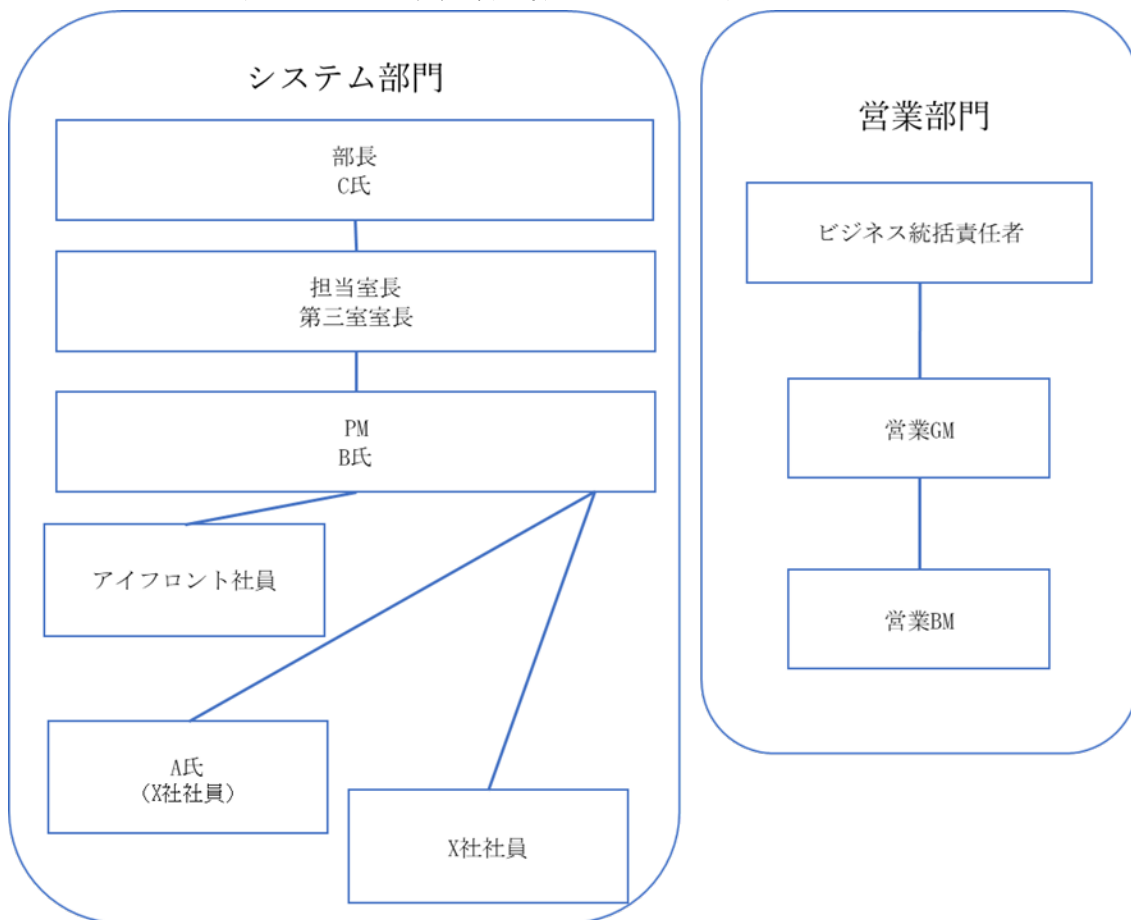 システム部門
部長
C氏
担当室長
第三室室長
PM
B氏
アイフロント社員
A氏
(X社社員)
X社社員
営業部門
ビジネス統括責任者
営業GM
営業BM